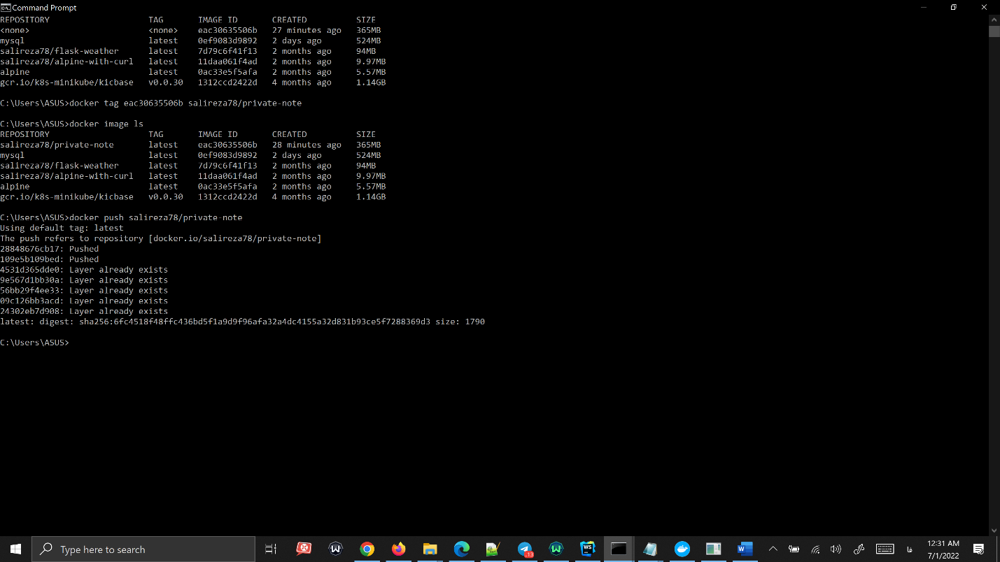 Command Prompt
REPOSITORY TAG IMAGE ID CREATED SIZE
<none> <none> eac30635506b 27 minutes ago 365MB
mysql latest 0ef9083d9892 2 days ago 524MB
salireza78/flask-weather latest 7d79c6f41f13 2 months ago 94MB
salireza78/alpine-with-curl latest 11daa061f4ad 2 months ago 9.97MB
alpine latest 0ac33e5f5afa 2 months ago 5.57MB
gcr.io/k8s-minikube/kicbase v0.0.30 1312ccd2422d 4 months ago 1.14GB
C:\Users\ASUS>docker tag eac30635506b salireza78/private-note
C:\Users\ASUS>docker image ls
REPOSITORY TAG IMAGE ID CREATED SIZE
salireza78/private-note latest eac30635506b 28 minutes ago 365MB
mysql latest 0ef9083d9892 2 days ago 524MB
salireza78/flask-weather latest 7d79c6f41f13 2 months ago 94MB
salireza78/alpine-with-curl latest 11daa061f4ad 2 months ago 9.97MB
alpine latest 0ac33e5f5afa 2 months ago 5.57MB
gcr.io/k8s-minikube/kicbase v0.0.30 1312ccd2422d 4 months ago 1.14GB
C:\Users\ASUS>docker push salireza78/private-note
Using default tag: latest
The push refers to repository [docker.io/salireza78/private-note]
28848676cb17: Pushed
109e5b109bed: Pushed
4531d365dde0: Layer already exists
9e567d1bb30a: Layer already exists
56bb29f4ee33: Layer already exists
09c126bb3acd: Layer already exists
24302eb7d908: Layer already exists
latest: digest: sha256:6fc4518f48ffc436bd5f1a9d9f96afa32a4dc4155a32d831b93ce5f7288369d3 size: 1790
C:\Users\ASUS>
Type here to search
13
WS
W
فا
12:31 AM
7/1/2022